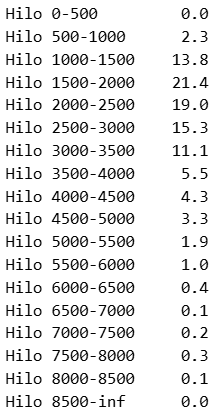 Hilo 0-500 0.0
Hilo 500-1000 2.3
Hilo 1000-1500 13.8
Hilo 1500-2000 21.4
Hilo 2000-2500 19.0
Hilo 2500-3000 15.3
Hilo 3000-3500 11.1
Hilo 3500-4000 5.5
Hilo 4000-4500 4.3
Hilo 4500-5000 3.3
Hilo 5000-5500 1.9
Hilo 5500-6000 1.0
Hilo 6000-6500 0.4
Hilo 6500-7000 0.1
Hilo 7000-7500 0.2
Hilo 7500-8000 0.3
Hilo 8000-8500 0.1
Hilo 8500-inf 0.0